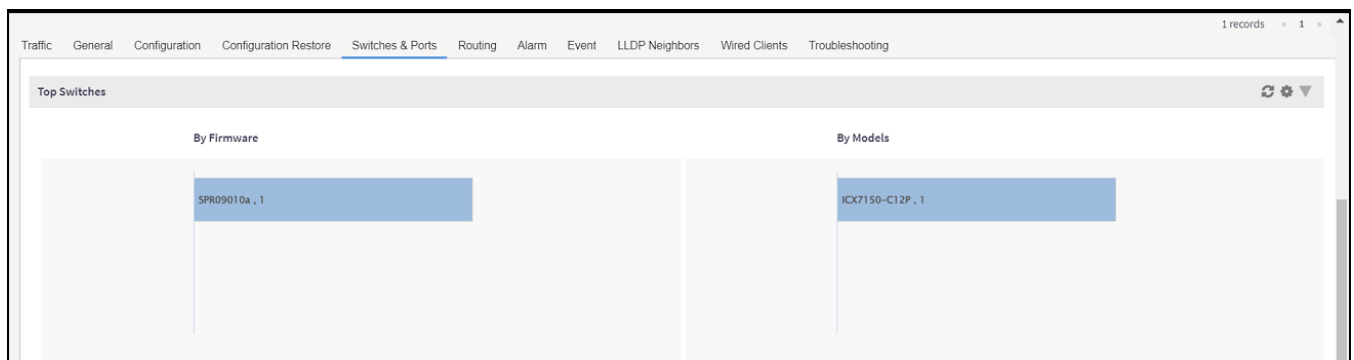 1 records « 1 »
Traffic General Configuration Configuration Restore Switches & Ports Routing Alarm Event LLDP Neighbors Wired Clients Troubleshooting
Top Switches
By Firmware By Models
SPR09010a , 1 ICX7150-C12P , 1